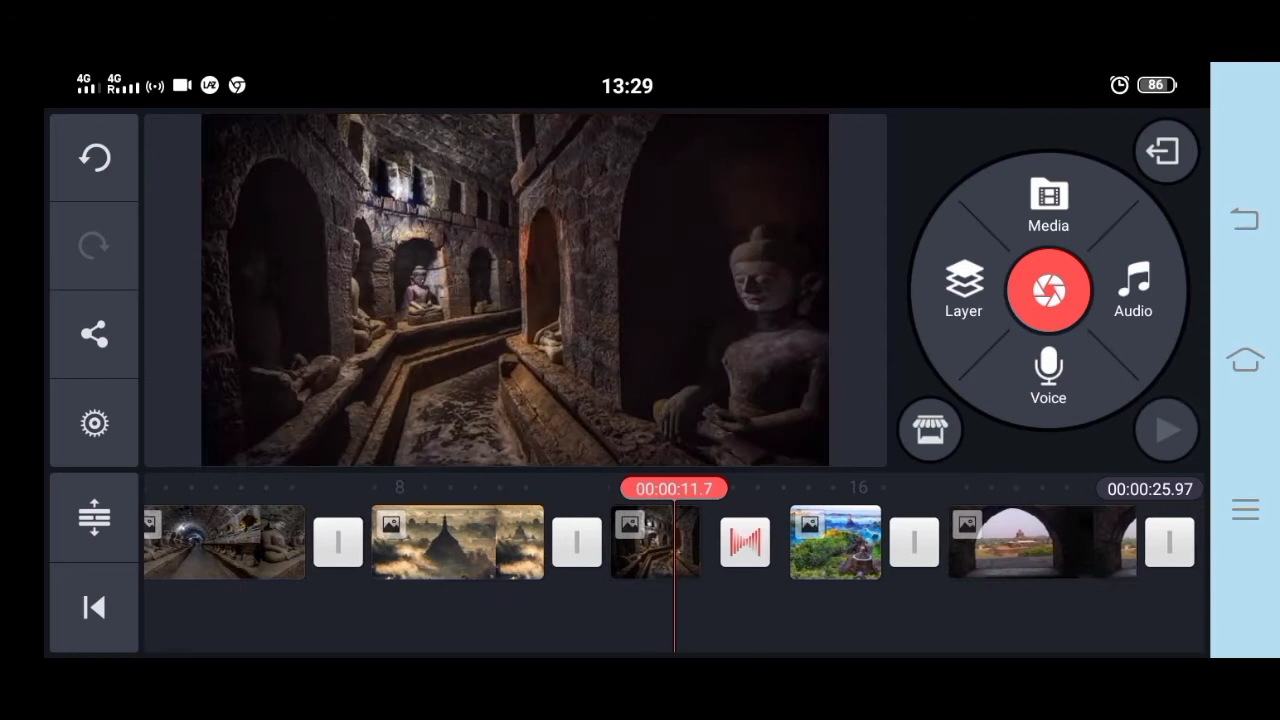 4G 4G
R
LAZ
13:29
86
Media
Layer
Audio
Voice
8
00:00:11.7
16
00:00:25.97